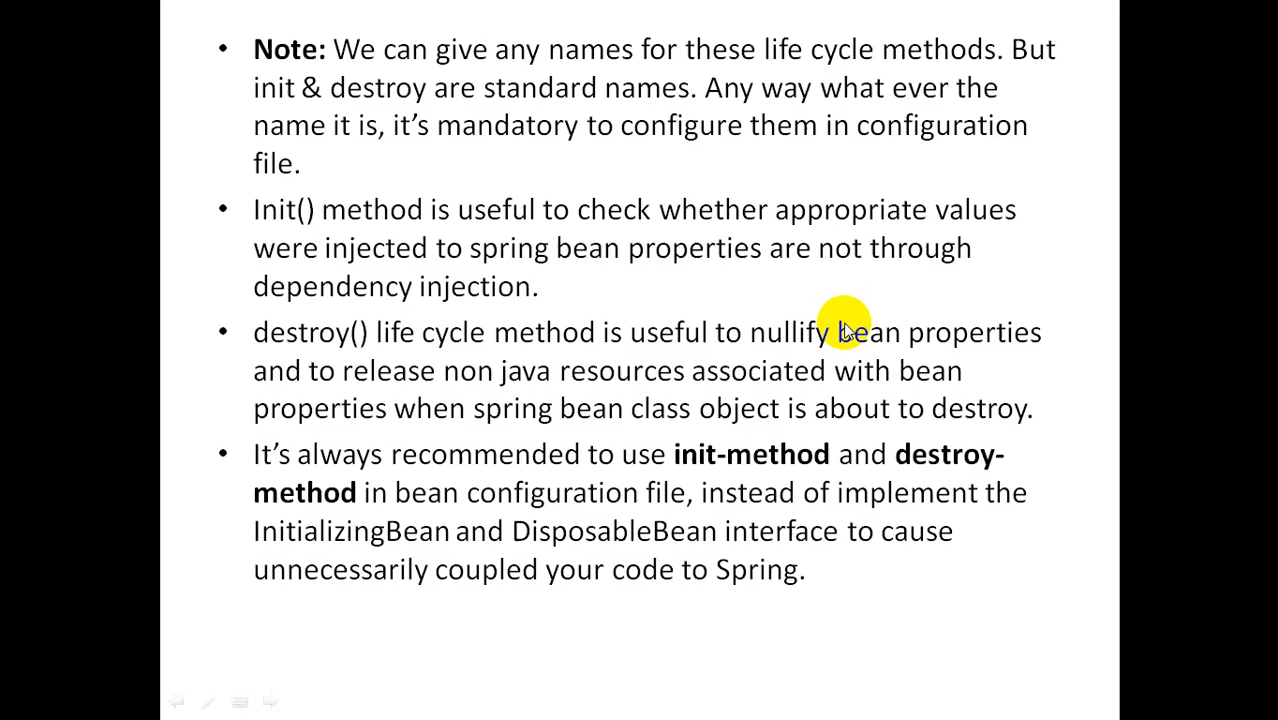 • Note: We can give any names for these life cycle methods. But
init & destroy are standard names. Any way what ever the
name it is, it's mandatory to configure them in configuration
file.
• Init() method is useful to check whether appropriate values
were injected to spring bean properties are not through
dependency injection.
• destroy() life cycle method is useful to nullify bean properties
and to release non java resources associated with bean
properties when spring bean class object is about to destroy.
• It's always recommended to use init-method and destroy-
method in bean configuration file, instead of implement the
InitializingBean and DisposableBean interface to cause
unnecessarily coupled your code to Spring.